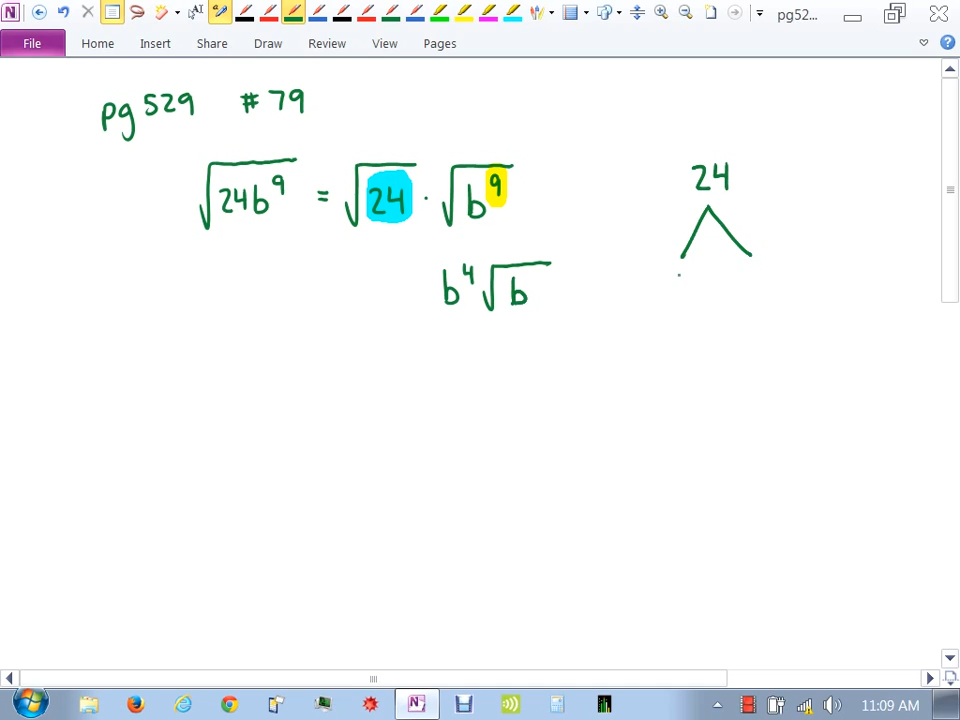 pg52...
File Home Insert Share Draw Review View Pages
pg 529 # 79
√24b⁹ = √24 · √b⁹
24
b⁴√b
11:09 AM